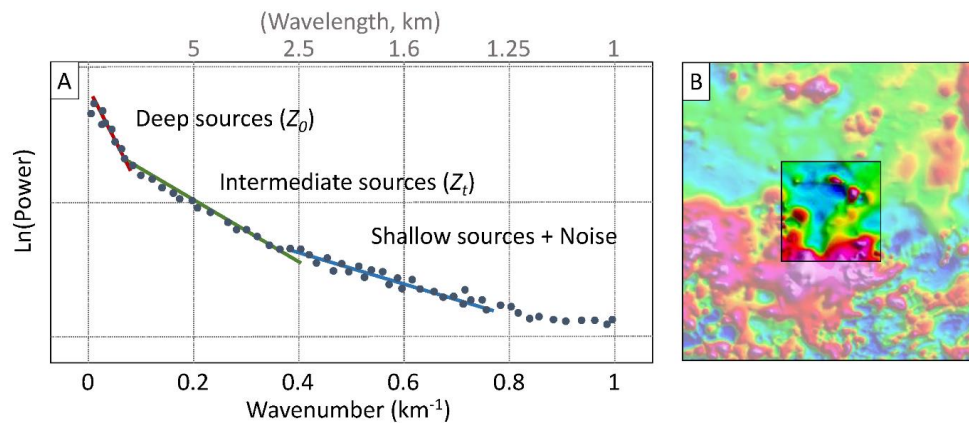 (Wavelength, km)
5 2.5 1.6 1.25 1
A
B
Deep sources (Z₀)
Intermediate sources (Zₜ)
Shallow sources + Noise
Ln(Power)
0 0.2 0.4 0.6 0.8 1
Wavenumber (km⁻¹)